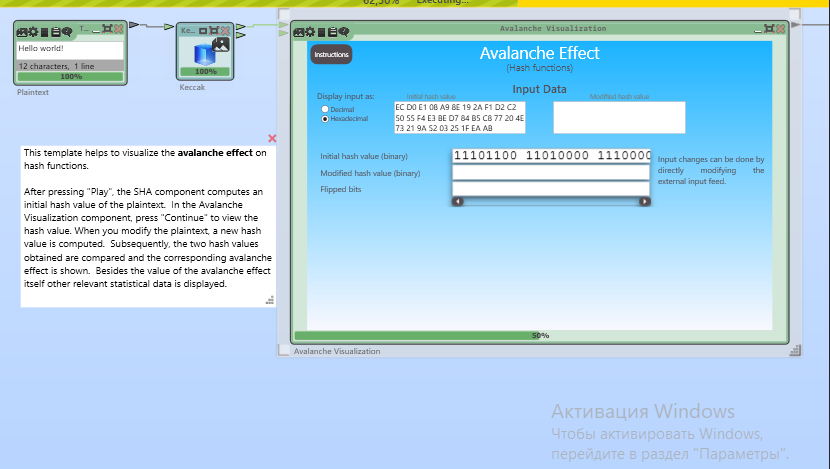 62,50% Executing...
T...
Hello world!
12 characters, 1 line
100%
Plaintext
Ke...
100%
Keccak
Avalanche Visualization
Instructions
Avalanche Effect
(Hash functions)
Input Data
Display input as:
Decimal
Hexadecimal
Initial hash value
EC D0 E1 08 A9 8E 19 2A F1 D2 C2
50 55 F4 E3 BE D7 84 B5 C8 77 20 4E
73 21 9A 52 03 25 1F EA AB
Modified hash value
Initial hash value (binary)
11101100 11010000 1110000
Modified hash value (binary)
Flipped bits
Input changes can be done by
directly modifying the
external input feed.
50%
Avalanche Visualization
This template helps to visualize the avalanche effect on
hash functions.
After pressing "Play", the SHA component computes an
initial hash value of the plaintext. In the Avalanche
Visualization component, press "Continue" to view the
hash value. When you modify the plaintext, a new hash
value is computed. Subsequently, the two hash values
obtained are compared and the corresponding avalanche
effect is shown. Besides the value of the avalanche effect
itself other relevant statistical data is displayed.
Активация Windows
Чтобы активировать Windows,
перейдите в раздел "Параметры".